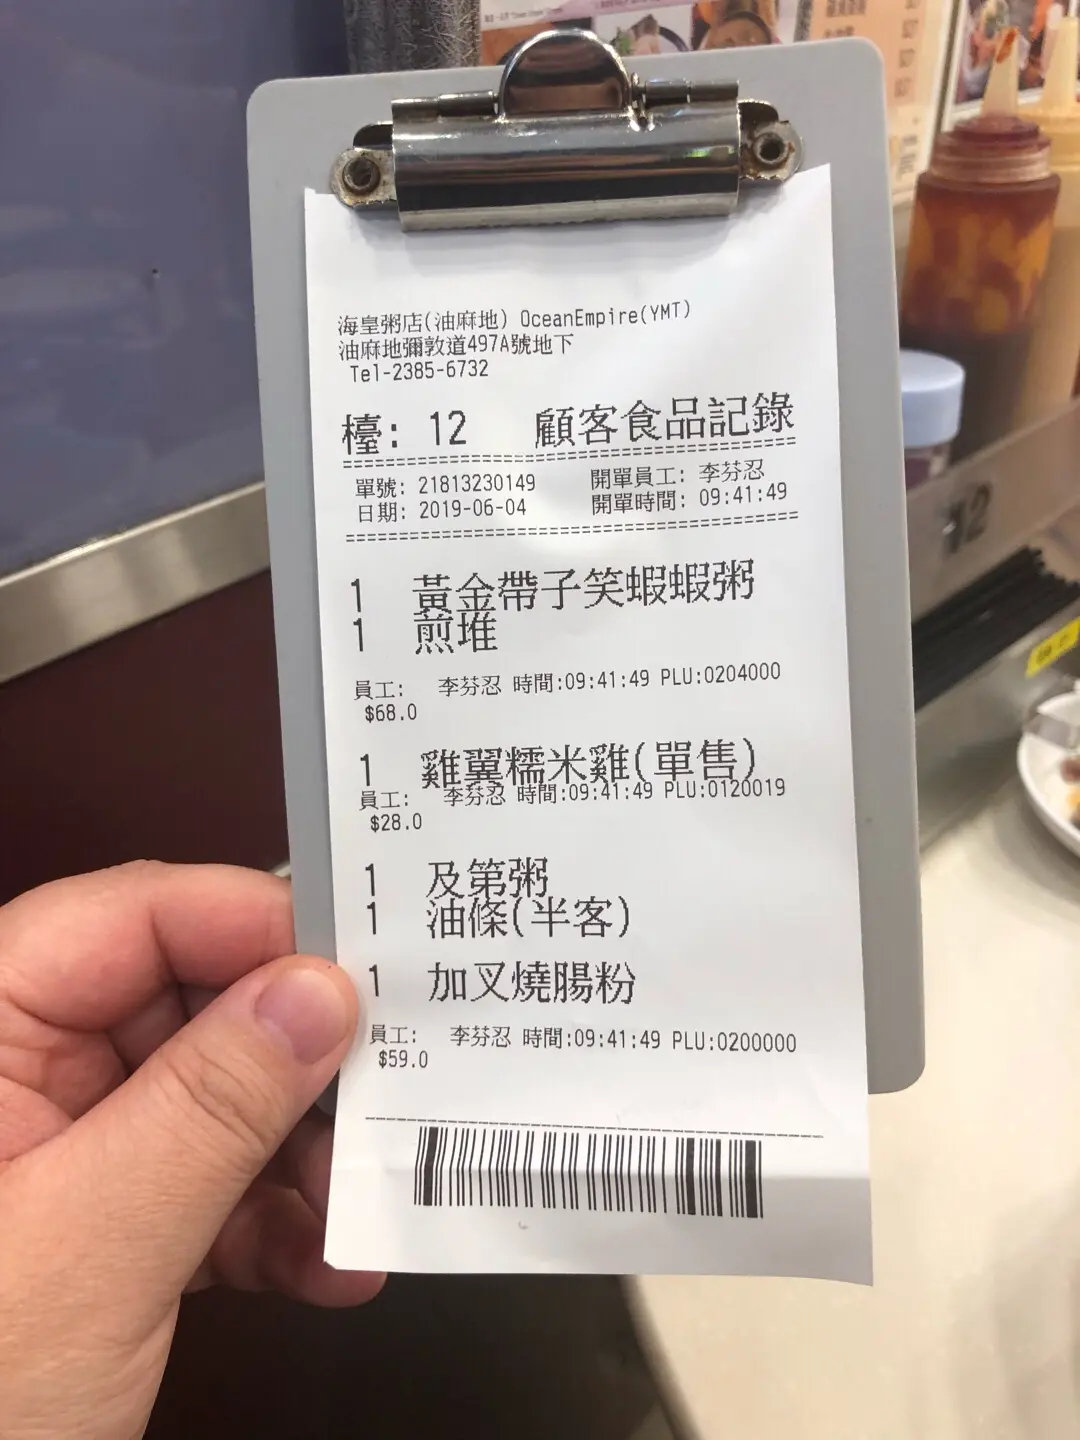 海皇粥店(油麻地) OceanEmpire(YMT)
油麻地彌敦道497A號地下
Tel-2385-6732
檯: 12 顧客食品記錄
單號: 21813230149 開單員工: 李芬忍
日期: 2019-06-04 開單時間: 09:41:49
1 黃金帶子笑蝦蝦粥
1 煎堆
員工: 李芬忍 時間:09:41:49 PLU:0204000
$68.0
1 雞翼糯米雞(單售)
員工: 李芬忍 時間:09:41:49 PLU:0120019
$28.0
1 及第粥
1 油條(半客)
1 加叉燒腸粉
員工: 李芬忍 時間:09:41:49 PLU:0200000
$59.0
12